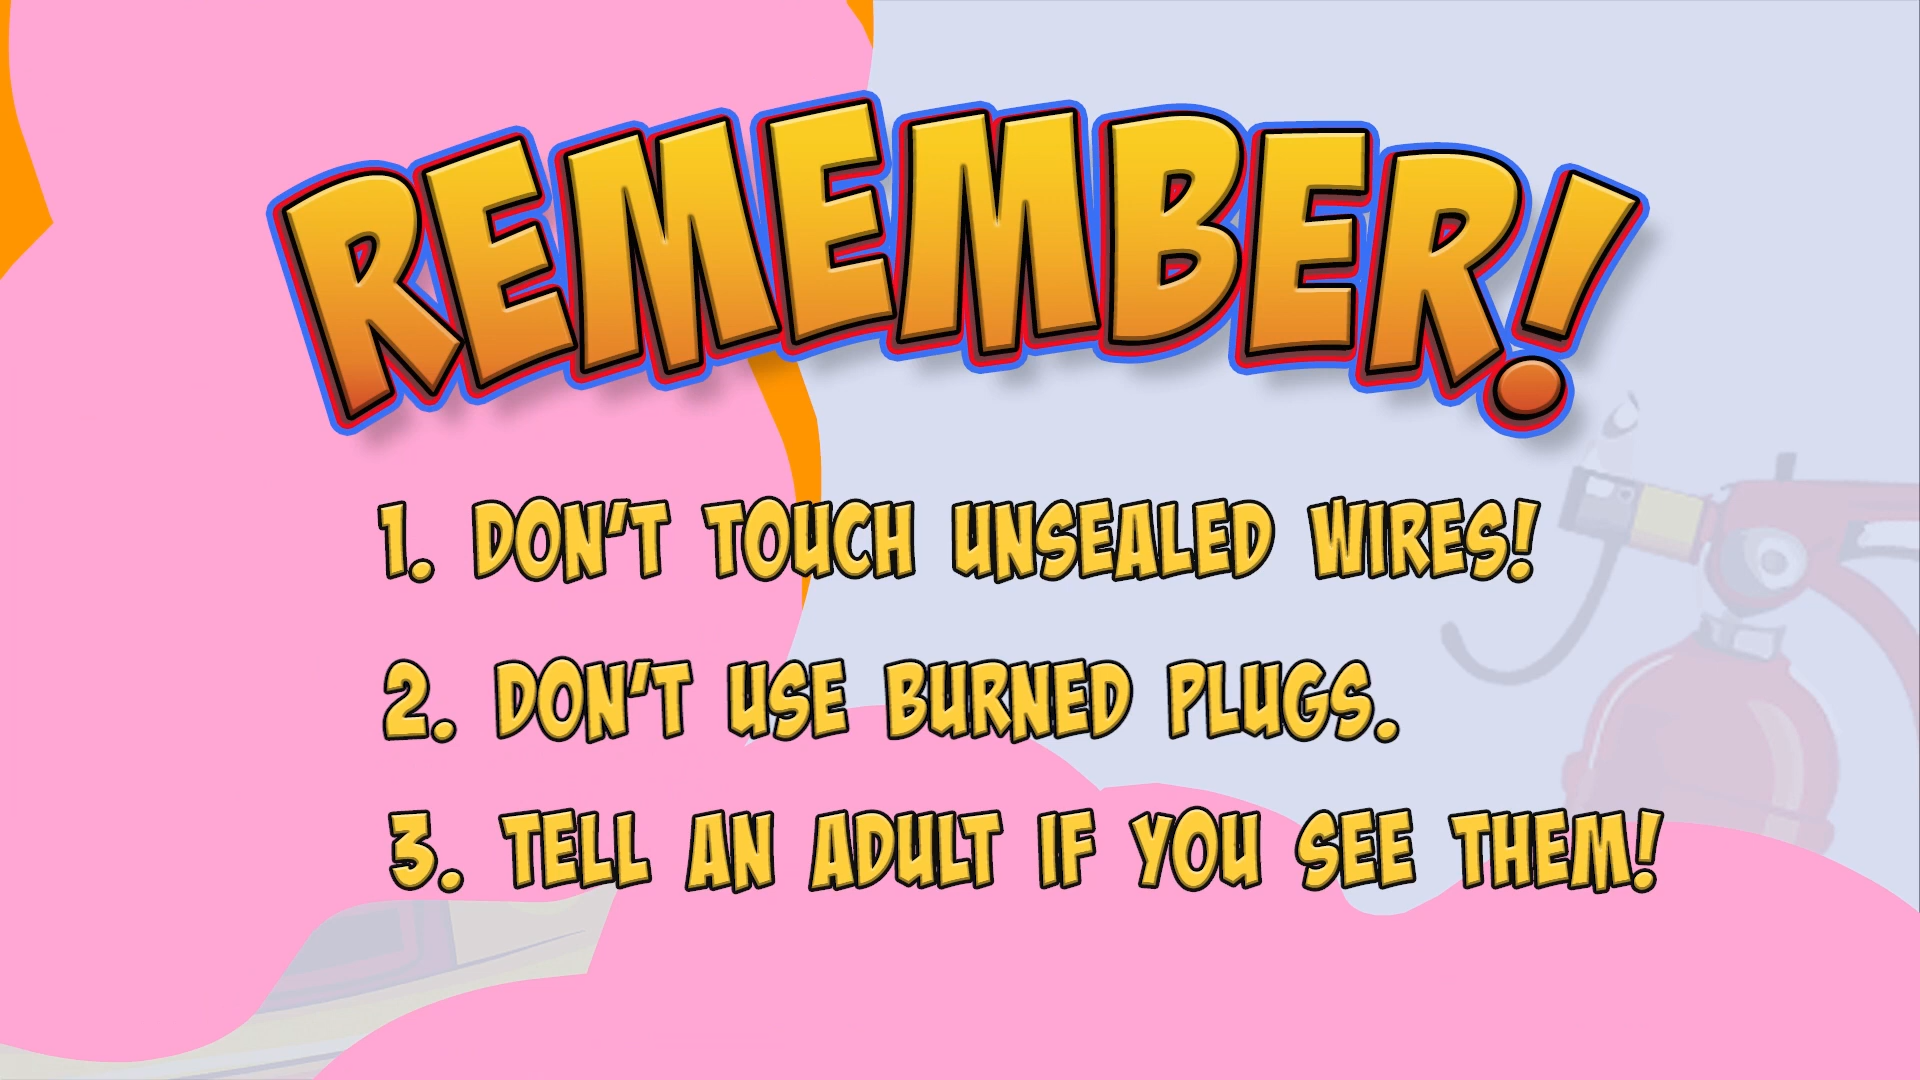 REMEMBER!
1. DON'T TOUCH UNSEALED WIRES!
2. DON'T USE BURNED PLUGS.
3. TELL AN ADULT IF YOU SEE THEM!